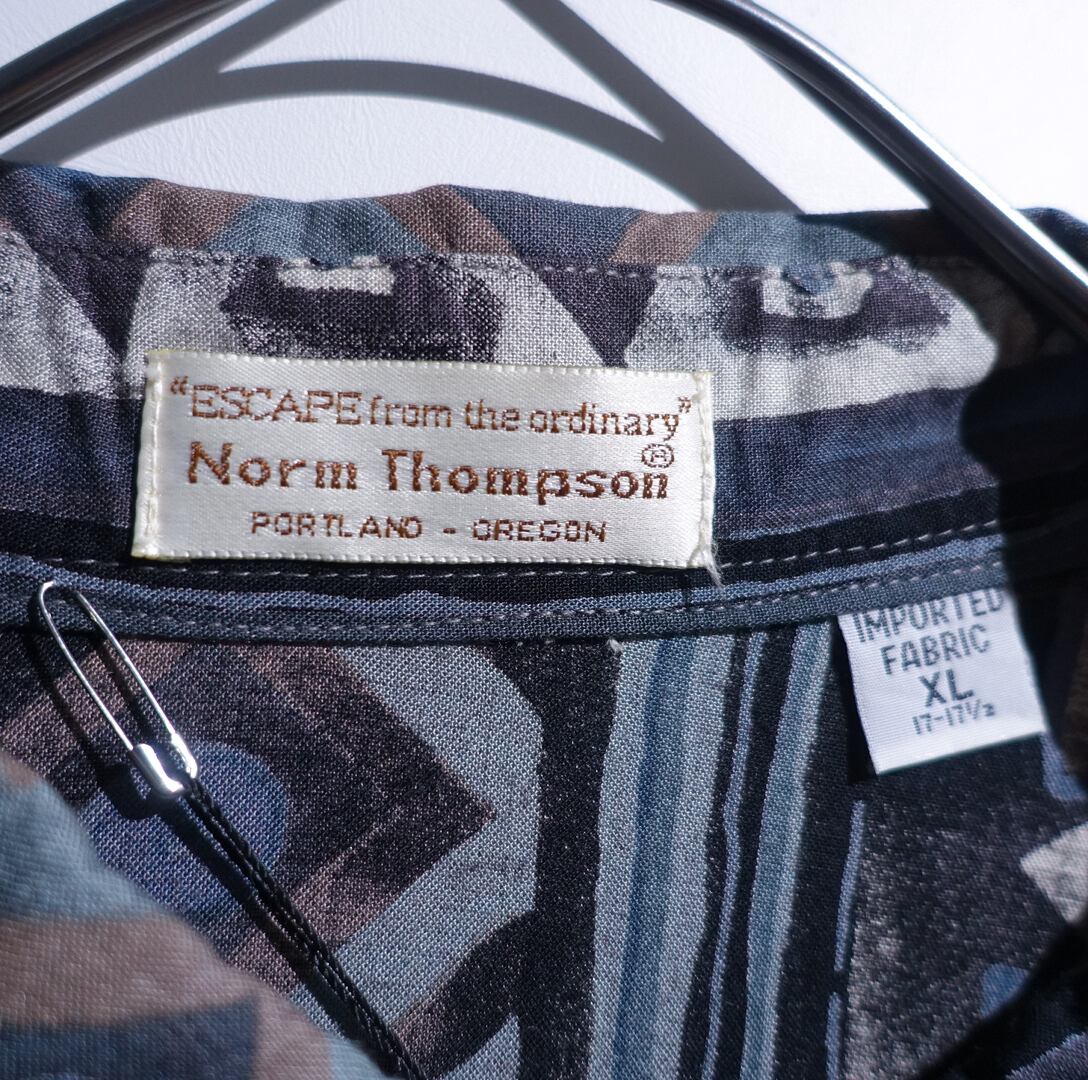 "ESCAPE from the ordinary"
Norm Thompson®
PORTLAND - OREGON
IMPORTED
FABRIC
XL
17-17½